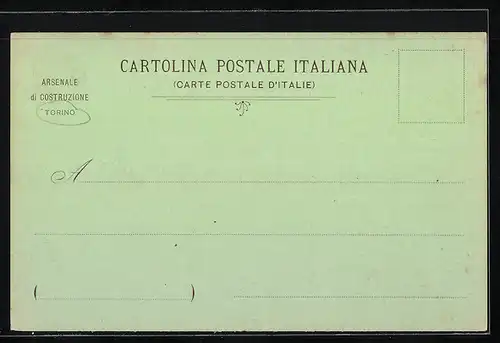 CARTOLINA POSTALE ITALIANA
(CARTE POSTALE D'ITALIE)
ARSENALE
di COSTRUZIONE
TORINO
A
( )